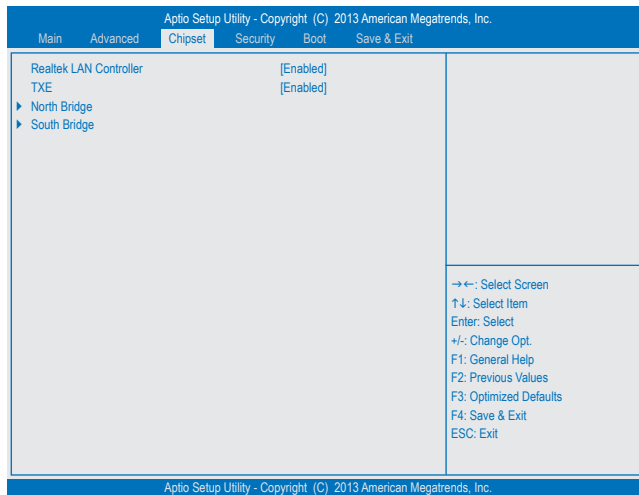 Aptio Setup Utility - Copyright (C) 2013 American Megatrends, Inc.
Main Advanced Chipset Security Boot Save & Exit
Realtek LAN Controller [Enabled]
TXE [Enabled]
North Bridge
South Bridge
→←: Select Screen
↑↓: Select Item
Enter: Select
+/-: Change Opt.
F1: General Help
F2: Previous Values
F3: Optimized Defaults
F4: Save & Exit
ESC: Exit
Aptio Setup Utility - Copyright (C) 2013 American Megatrends, Inc.